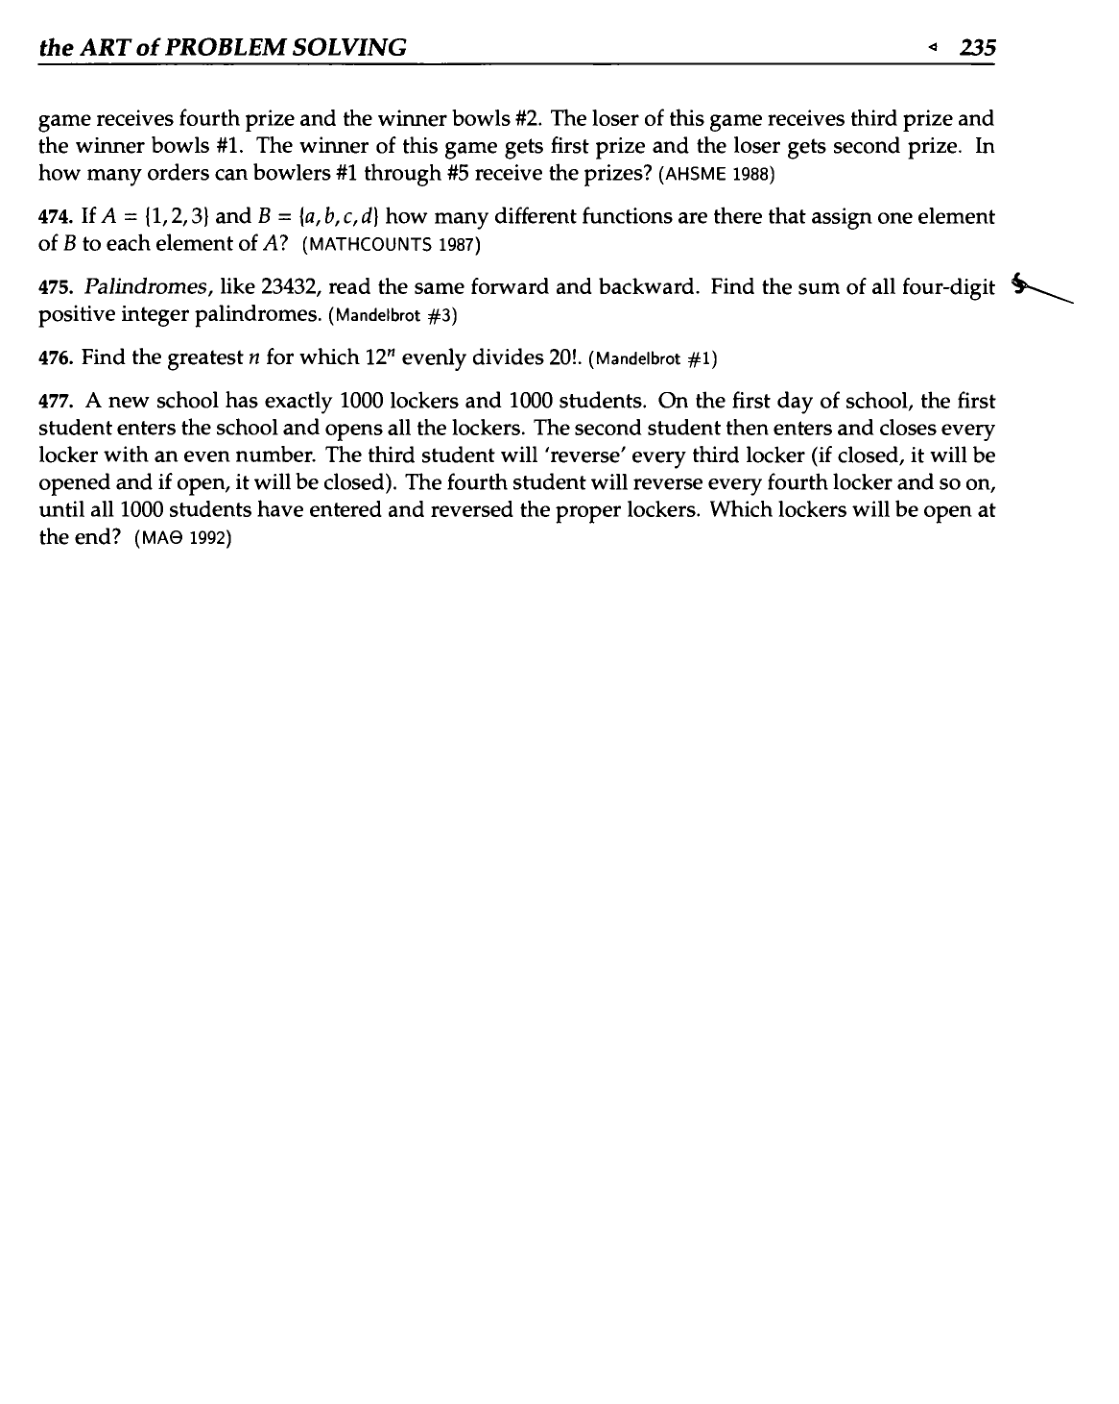 the ART of PROBLEM SOLVING ◁ 235
game receives fourth prize and the winner bowls #2. The loser of this game receives third prize and
the winner bowls #1. The winner of this game gets first prize and the loser gets second prize. In
how many orders can bowlers #1 through #5 receive the prizes? (AHSME 1988)
474. If A = {1, 2, 3} and B = {a, b, c, d} how many different functions are there that assign one element
of B to each element of A? (MATHCOUNTS 1987)
475. Palindromes, like 23432, read the same forward and backward. Find the sum of all four-digit
positive integer palindromes. (Mandelbrot #3)
476. Find the greatest n for which 12ⁿ evenly divides 20!. (Mandelbrot #1)
477. A new school has exactly 1000 lockers and 1000 students. On the first day of school, the first
student enters the school and opens all the lockers. The second student then enters and closes every
locker with an even number. The third student will 'reverse' every third locker (if closed, it will be
opened and if open, it will be closed). The fourth student will reverse every fourth locker and so on,
until all 1000 students have entered and reversed the proper lockers. Which lockers will be open at
the end? (MAΘ 1992)